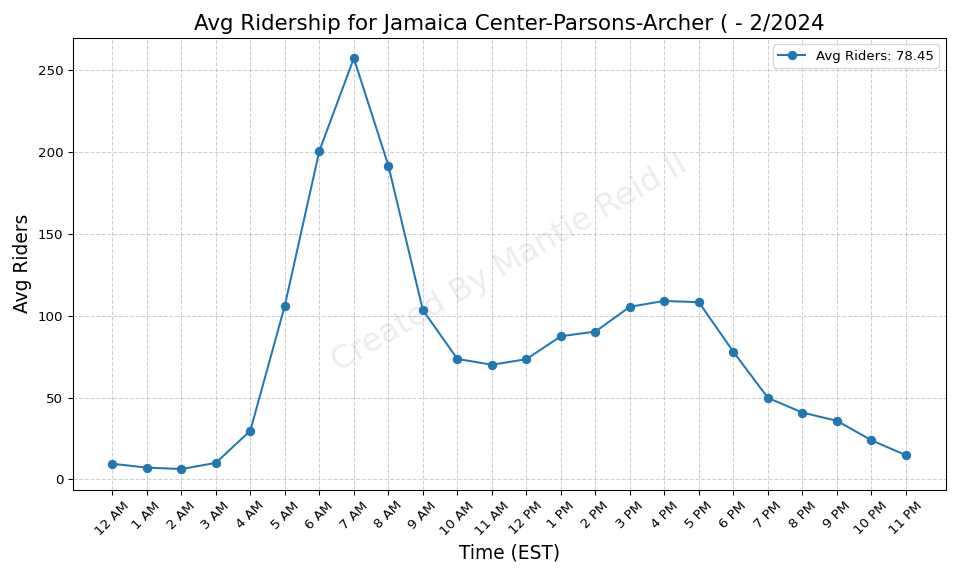 Avg Ridership for Jamaica Center-Parsons-Archer ( - 2/2024
Avg Riders: 78.45
250
200
150
100
50
0
Avg Riders
Created By Mantie Reid II
12 AM
1 AM
2 AM
3 AM
4 AM
5 AM
6 AM
7 AM
8 AM
9 AM
10 AM
11 AM
12 PM
1 PM
2 PM
3 PM
4 PM
5 PM
6 PM
7 PM
8 PM
9 PM
10 PM
11 PM
Time (EST)